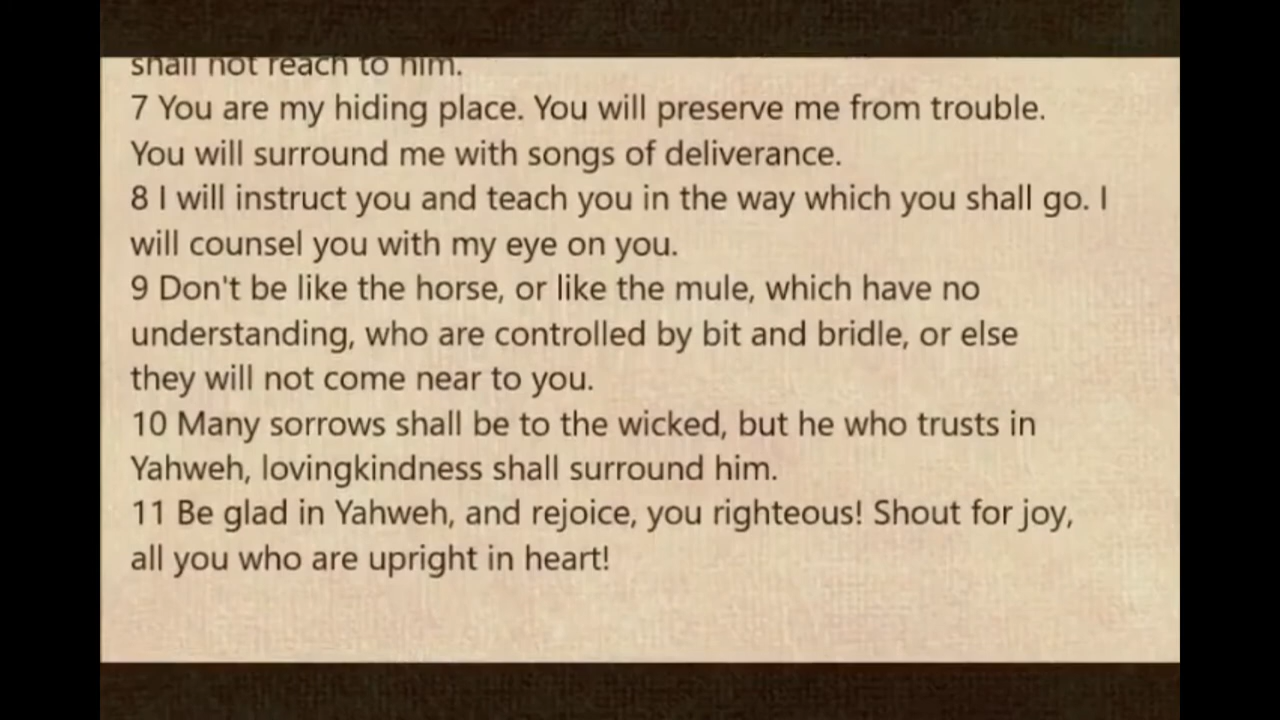 shall not reach to him.
7 You are my hiding place. You will preserve me from trouble.
You will surround me with songs of deliverance.
8 I will instruct you and teach you in the way which you shall go. I
will counsel you with my eye on you.
9 Don't be like the horse, or like the mule, which have no
understanding, who are controlled by bit and bridle, or else
they will not come near to you.
10 Many sorrows shall be to the wicked, but he who trusts in
Yahweh, lovingkindness shall surround him.
11 Be glad in Yahweh, and rejoice, you righteous! Shout for joy,
all you who are upright in heart!